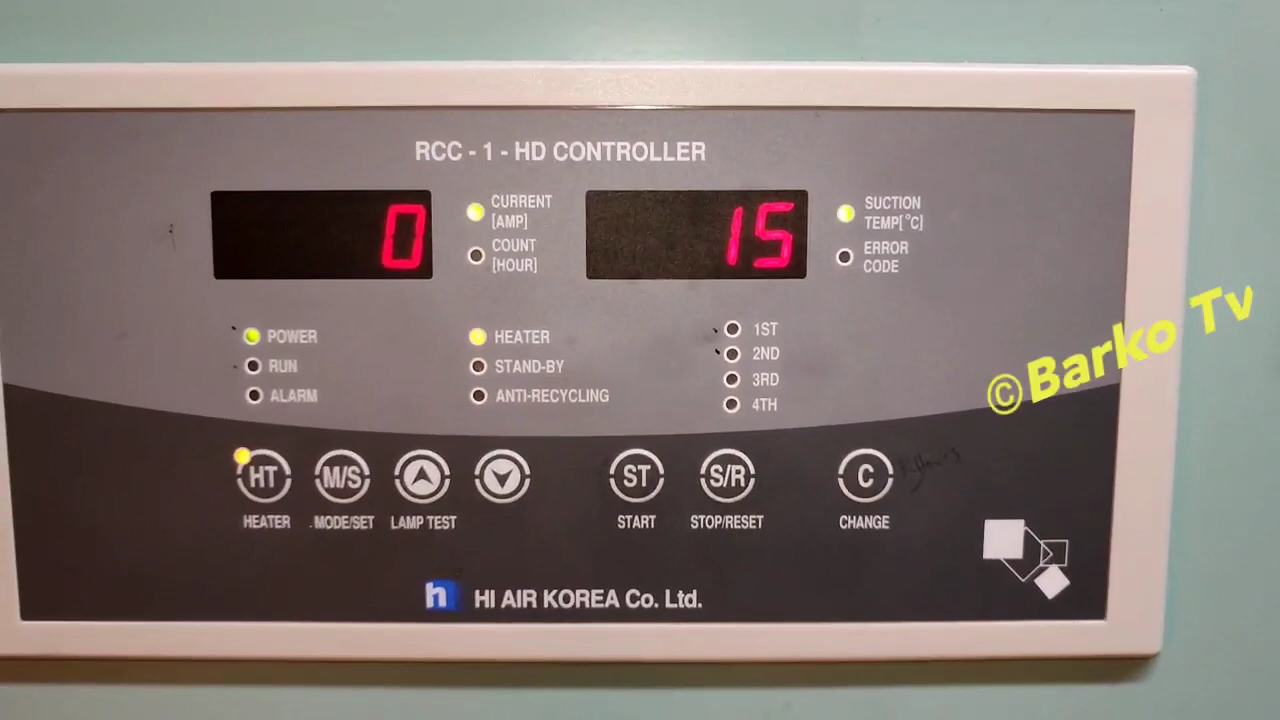 RCC - 1 - HD CONTROLLER
0
CURRENT
[AMP]
COUNT
[HOUR]
15
SUCTION
TEMP[°C]
ERROR
CODE
POWER
RUN
ALARM
HEATER
STAND-BY
ANTI-RECYCLING
1ST
2ND
3RD
4TH
©Barko Tv
HT
M/S
ST
S/R
C
HEATER
MODE/SET
LAMP TEST
START
STOP/RESET
CHANGE
h HI AIR KOREA Co. Ltd.